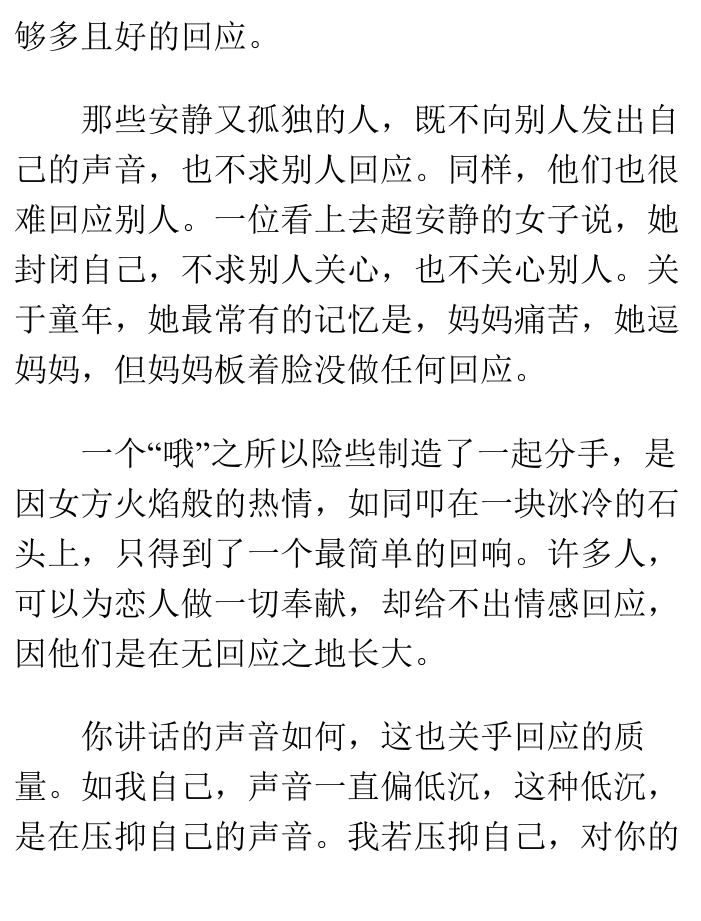 够多且好的回应。
那些安静又孤独的人，既不向别人发出自
己的声音，也不求别人回应。同样，他们也很
难回应别人。一位看上去超安静的女子说，她
封闭自己，不求别人关心，也不关心别人。关
于童年，她最常有的记忆是，妈妈痛苦，她逗
妈妈，但妈妈板着脸没做任何回应。
一个“哦”之所以险些制造了一起分手，是
因女方火焰般的热情，如同叩在一块冰冷的石
头上，只得到了一个最简单的回响。许多人，
可以为恋人做一切奉献，却给不出情感回应，
因他们是在无回应之地长大。
你讲话的声音如何，这也关乎回应的质
量。如我自己，声音一直偏低沉，这种低沉，
是在压抑自己的声音。我若压抑自己，对你的